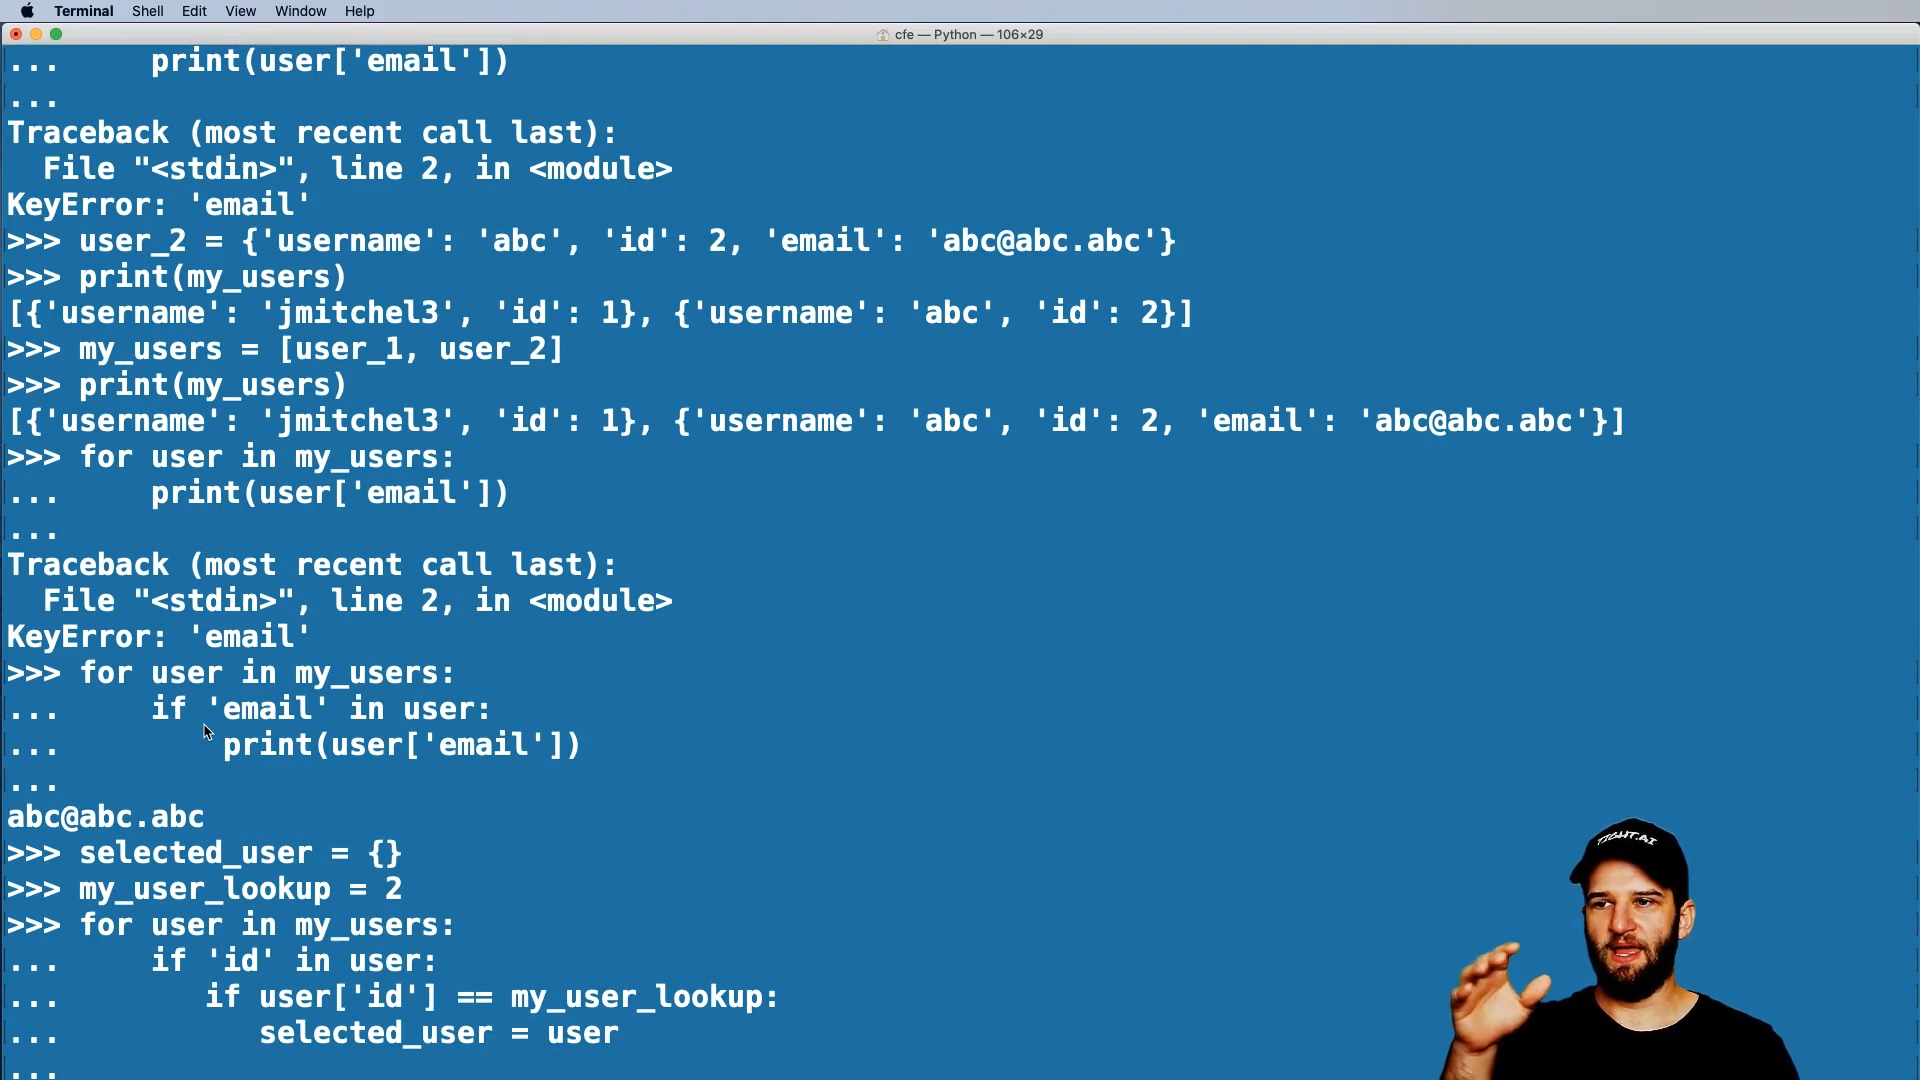 Terminal Shell Edit View Window Help
cfe — Python — 106×29
... print(user['email'])
...
Traceback (most recent call last):
  File "<stdin>", line 2, in <module>
KeyError: 'email'
>>> user_2 = {'username': 'abc', 'id': 2, 'email': 'abc@abc.abc'}
>>> print(my_users)
[{'username': 'jmitchel3', 'id': 1}, {'username': 'abc', 'id': 2}]
>>> my_users = [user_1, user_2]
>>> print(my_users)
[{'username': 'jmitchel3', 'id': 1}, {'username': 'abc', 'id': 2, 'email': 'abc@abc.abc'}]
>>> for user in my_users:
...     print(user['email'])
...
Traceback (most recent call last):
  File "<stdin>", line 2, in <module>
KeyError: 'email'
>>> for user in my_users:
...     if 'email' in user:
...         print(user['email'])
...
abc@abc.abc
>>> selected_user = {}
>>> my_user_lookup = 2
>>> for user in my_users:
...     if 'id' in user:
...        if user['id'] == my_user_lookup:
...           selected_user = user
...
TIGHT.AI